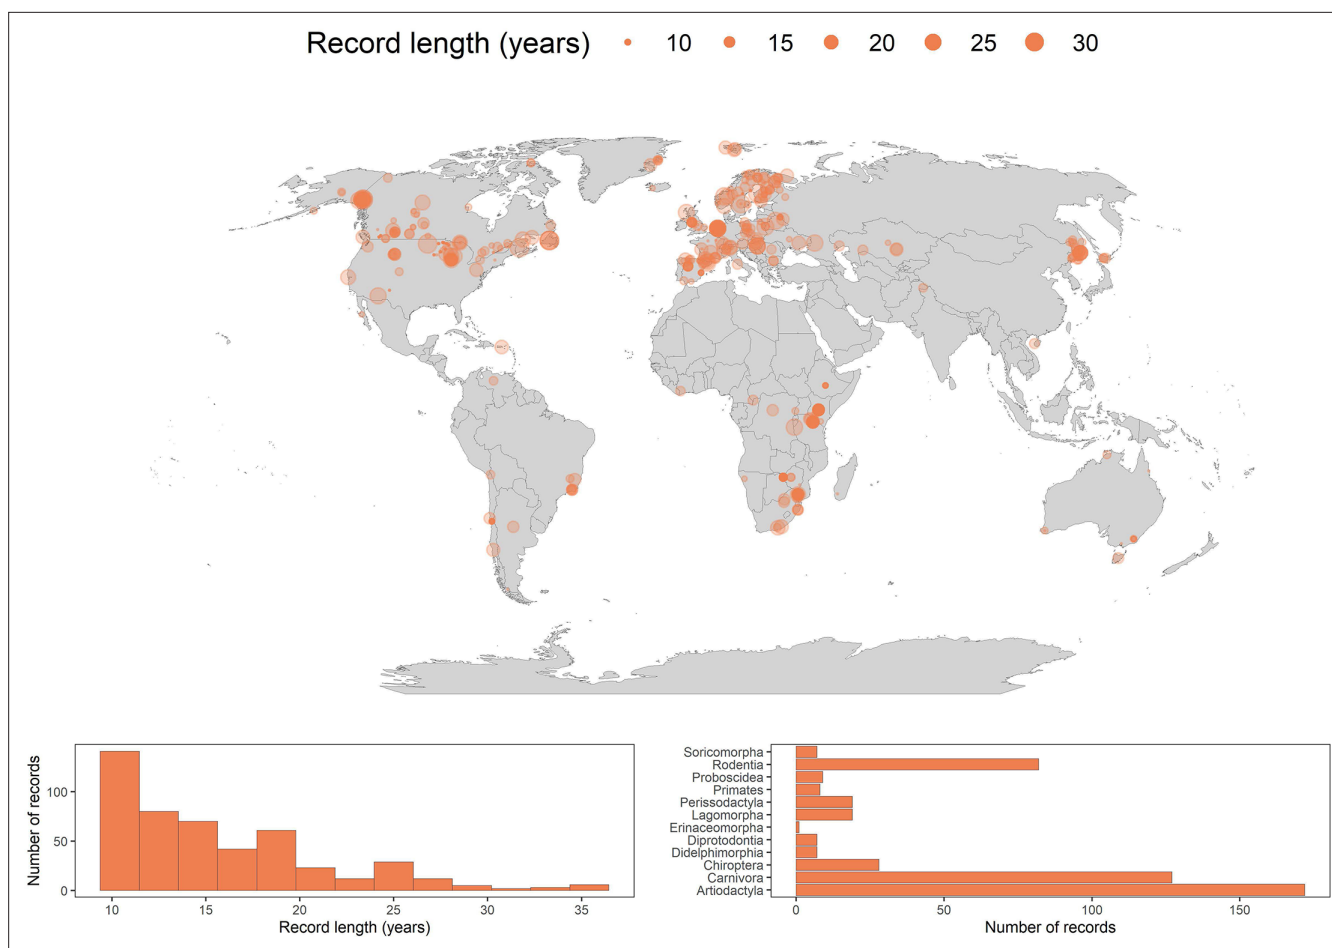 Record length (years) 10 15 20 25 30
Number of records
100
50
0
10 15 20 25 30 35
Record length (years)
Soricomorpha
Rodentia
Proboscidea
Primates
Perissodactyla
Lagomorpha
Erinaceomorpha
Diprotodontia
Didelphimorphia
Chiroptera
Carnivora
Artiodactyla
0 50 100 150
Number of records